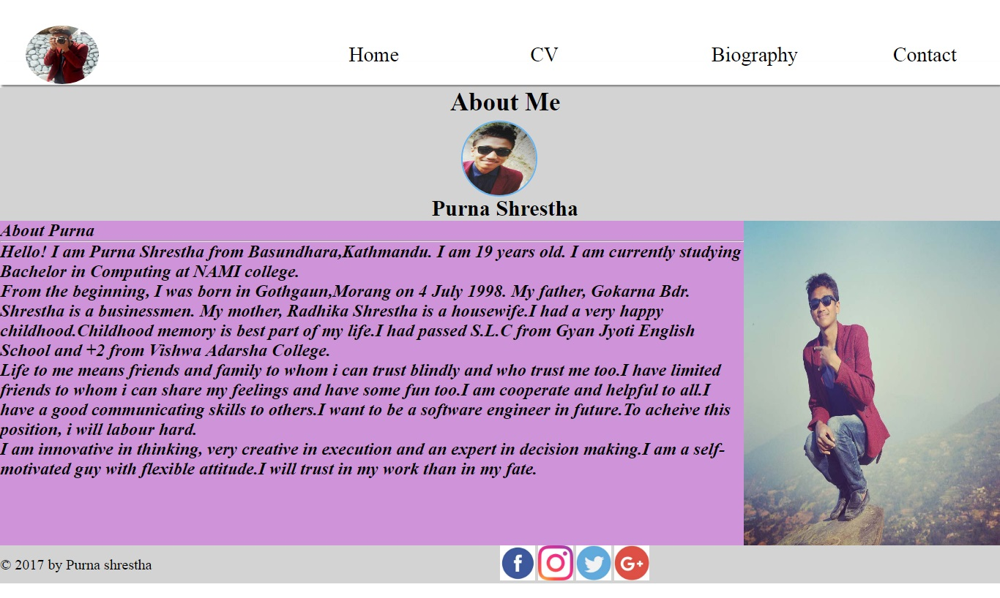 Home CV Biography Contact
About Me
Purna Shrestha
About Purna
Hello! I am Purna Shrestha from Basundhara,Kathmandu. I am 19 years old. I am currently studying
Bachelor in Computing at NAMI college.
From the beginning, I was born in Gothgaun,Morang on 4 July 1998. My father, Gokarna Bdr.
Shrestha is a businessmen. My mother, Radhika Shrestha is a housewife.I had a very happy
childhood.Childhood memory is best part of my life.I had passed S.L.C from Gyan Jyoti English
School and +2 from Vishwa Adarsha College.
Life to me means friends and family to whom i can trust blindly and who trust me too.I have limited
friends to whom i can share my feelings and have some fun too.I am cooperate and helpful to all.I
have a good communicating skills to others.I want to be a software engineer in future.To acheive this
position, i will labour hard.
I am innovative in thinking, very creative in execution and an expert in decision making.I am a self-
motivated guy with flexible attitude.I will trust in my work than in my fate.
© 2017 by Purna shrestha f G+